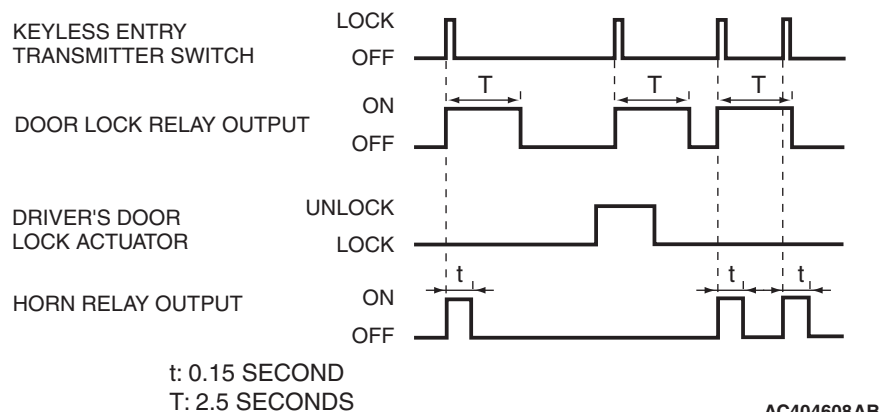 KEYLESS ENTRY
TRANSMITTER SWITCH
LOCK
OFF
T
T
T
DOOR LOCK RELAY OUTPUT
ON
OFF
DRIVER'S DOOR
LOCK ACTUATOR
UNLOCK
LOCK
t
t
t
HORN RELAY OUTPUT
ON
OFF
t: 0.15 SECOND
T: 2.5 SECONDS
AC404608AB